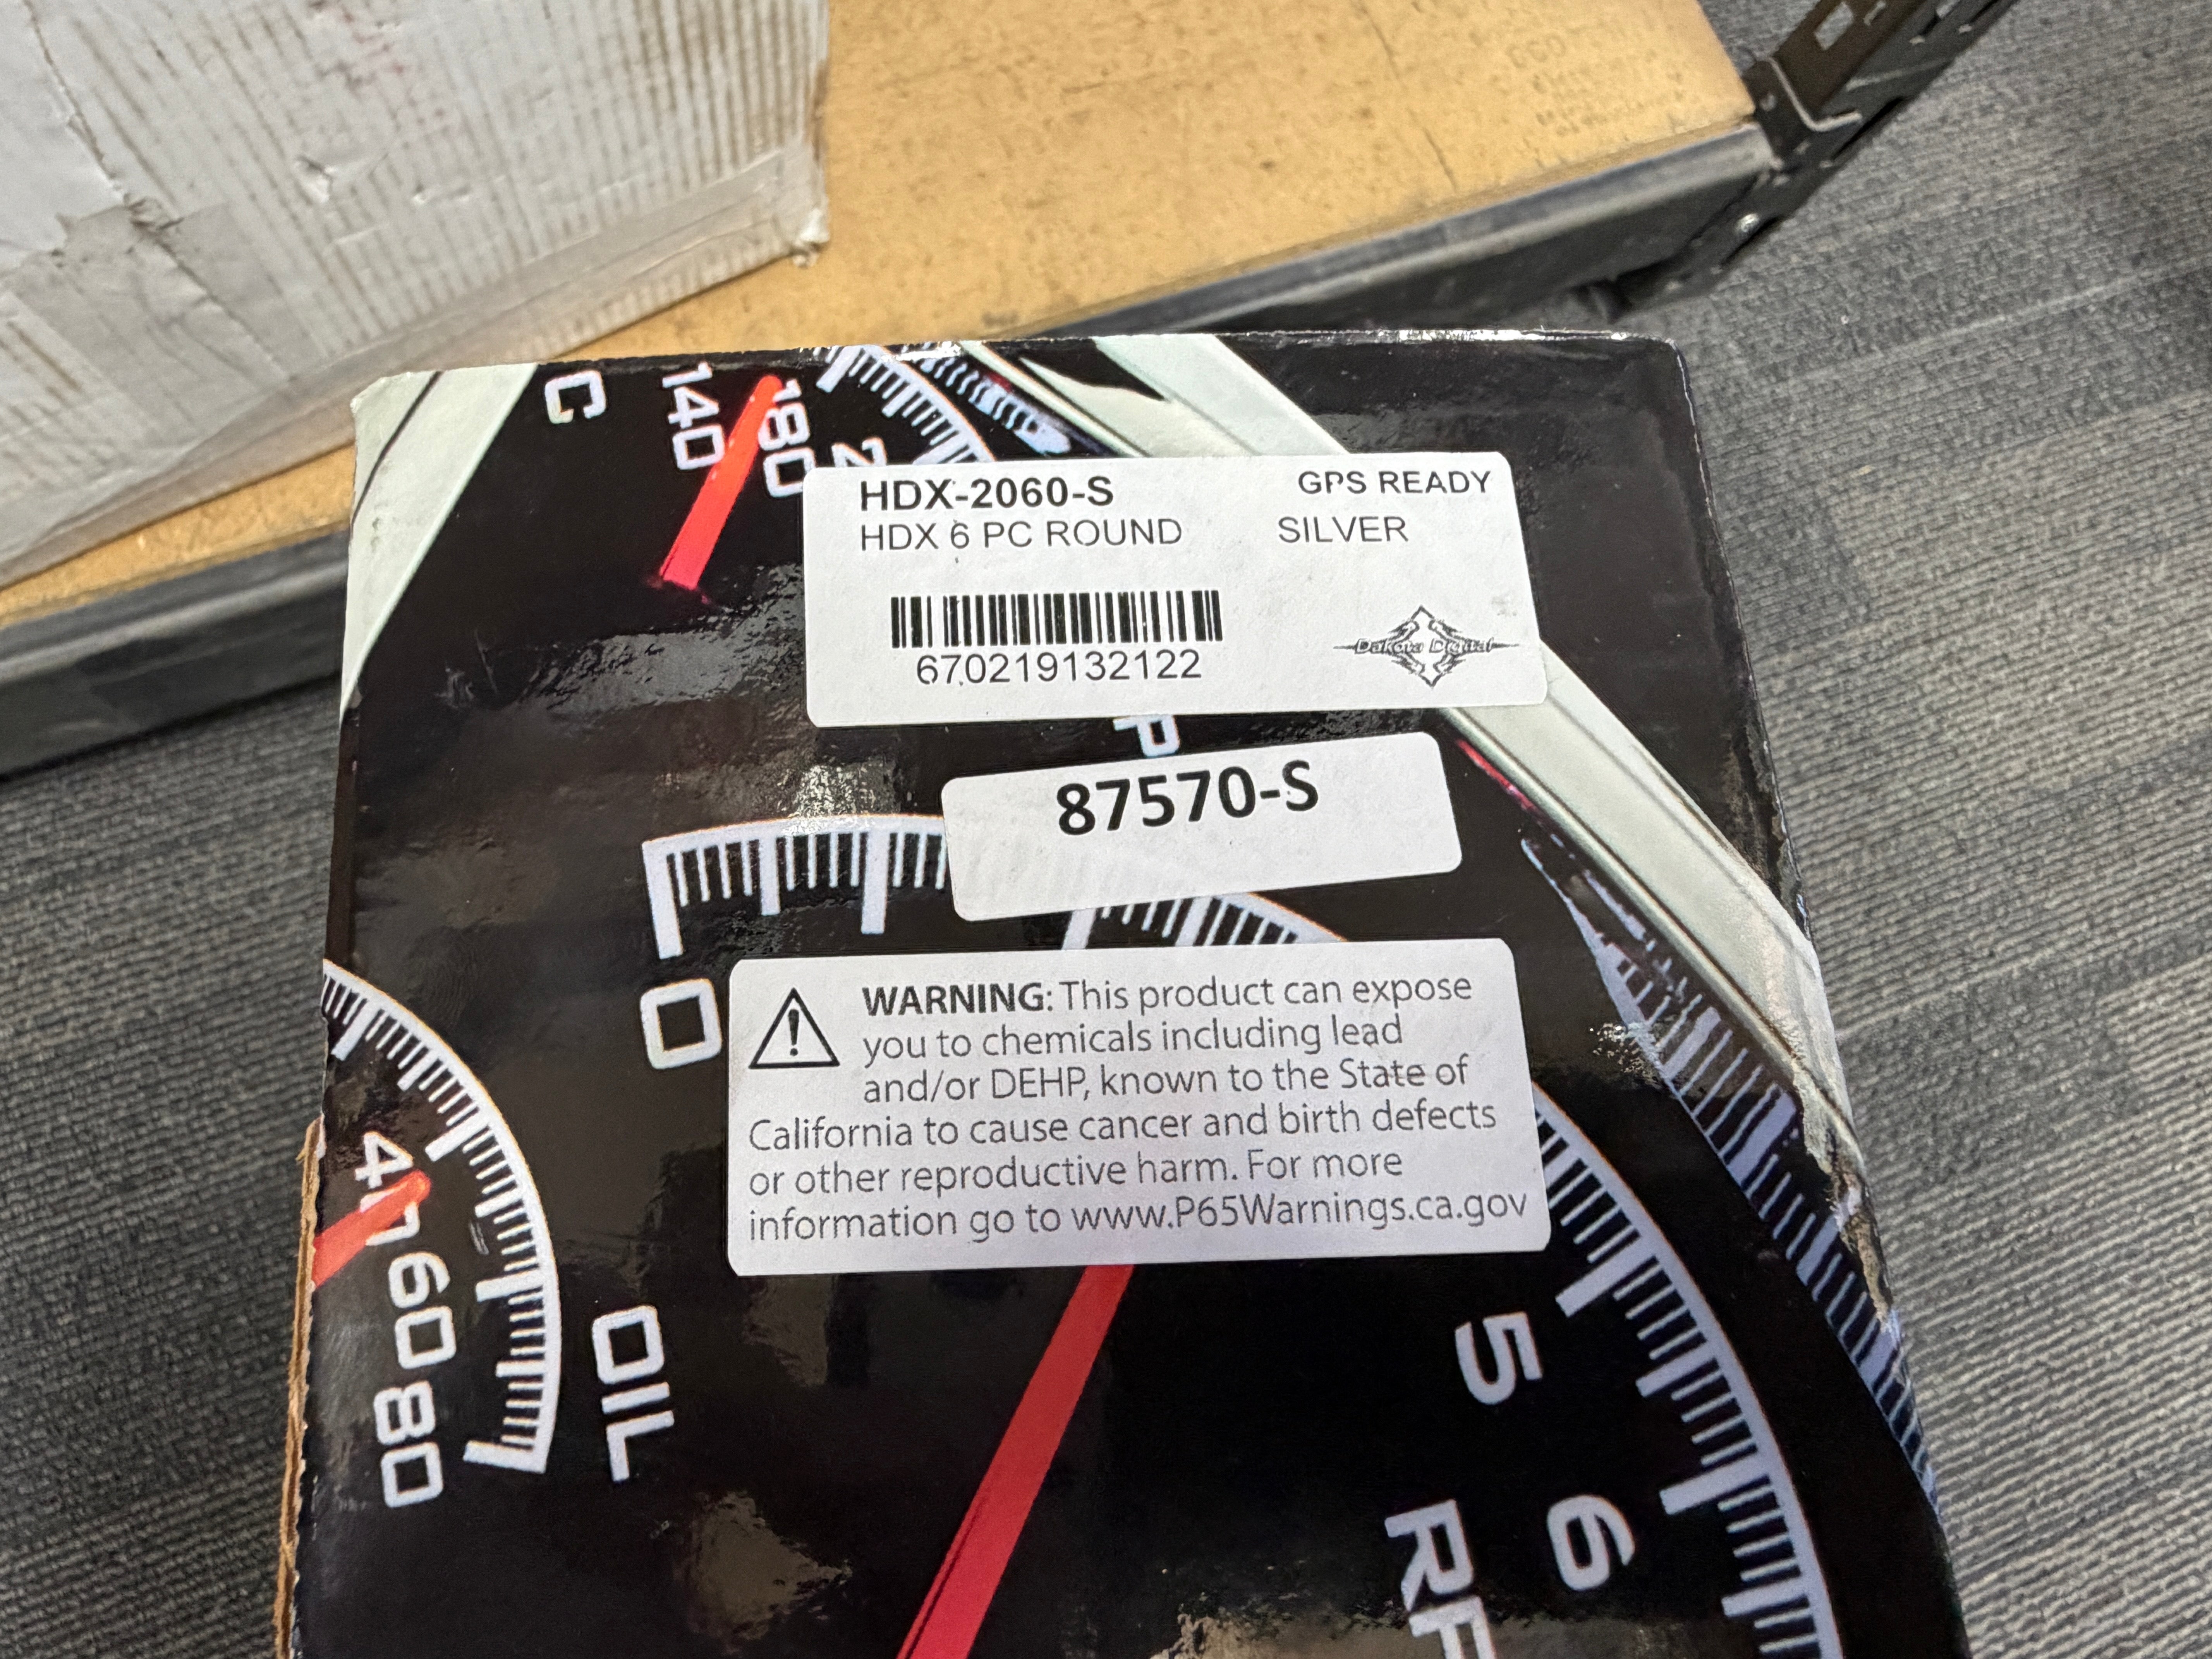 C
140
180
2
HDX-2060-S
GPS READY
HDX 6 PC ROUND
SILVER
670219132122
Dakota Digital
P
87570-S
0
WARNING: This product can expose
you to chemicals including lead
and/or DEHP, known to the State of
California to cause cancer and birth defects
or other reproductive harm. For more
information go to www.P65Warnings.ca.gov
60
80
OIL
5
6